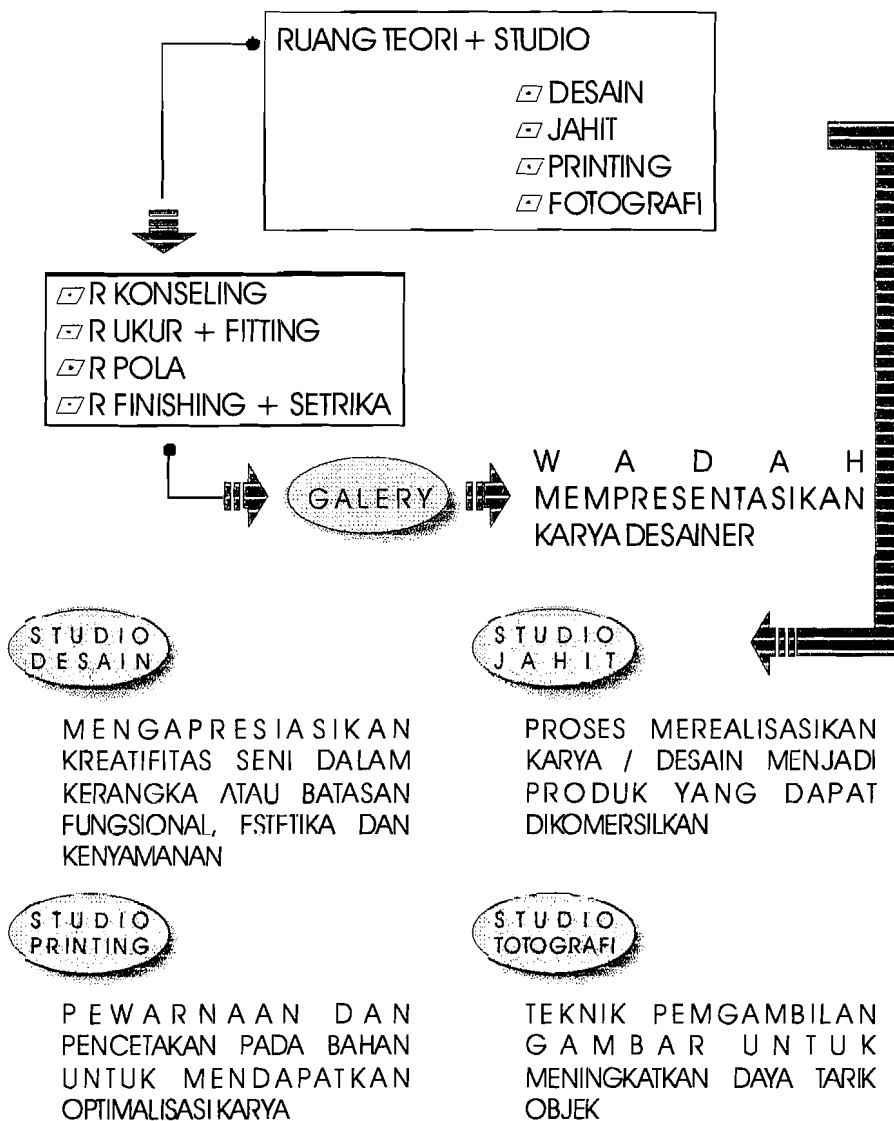 RUANG TEORI + STUDIO
DESAIN
JAHIT
PRINTING
FOTOGRAFI
R KONSELING
R UKUR + FITTING
R POLA
R FINISHING + SETRIKA
GALERY
WADAH
MEMPRESENTASIKAN
KARYA DESAINER
STUDIO
DESAIN
MENGAPRESIASIKAN
KREATIFITAS SENI DALAM
KERANGKA ATAU BATASAN
FUNGSIONAL, ESTETIKA DAN
KENYAMANAN
STUDIO
JAHIT
PROSES MEREALISASIKAN
KARYA / DESAIN MENJADI
PRODUK YANG DAPAT
DIKOMERSILKAN
STUDIO
PRINTING
PEWARNAAN DAN
PENCETAKAN PADA BAHAN
UNTUK MENDAPATKAN
OPTIMALISASI KARYA
STUDIO
TOTOGRAFI
TEKNIK PEMGAMBILAN
GAMBAR UNTUK
MENINGKATKAN DAYA TARIK
OBJEK